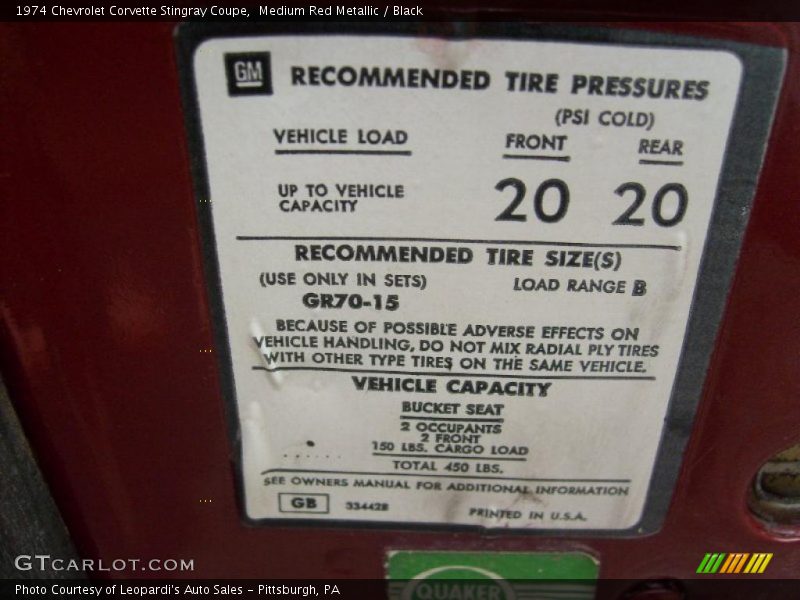 1974 Chevrolet Corvette Stingray Coupe,  Medium Red Metallic / Black
GM RECOMMENDED TIRE PRESSURES
(PSI COLD)
VEHICLE LOAD FRONT REAR
UP TO VEHICLE
CAPACITY 20 20
RECOMMENDED TIRE SIZE(S)
(USE ONLY IN SETS) LOAD RANGE B
GR70-15
BECAUSE OF POSSIBLE ADVERSE EFFECTS ON
VEHICLE HANDLING, DO NOT MIX RADIAL PLY TIRES
WITH OTHER TYPE TIRES ON THE SAME VEHICLE.
VEHICLE CAPACITY
BUCKET SEAT
2 OCCUPANTS
2 FRONT
150 LBS. CARGO LOAD
TOTAL 450 LBS.
SEE OWNERS MANUAL FOR ADDITIONAL INFORMATION
GB 334428 PRINTED IN U.S.A.
QUAKER
GTCARLOT.COM
Photo Courtesy of Leopardi's Auto Sales - Pittsburgh, PA